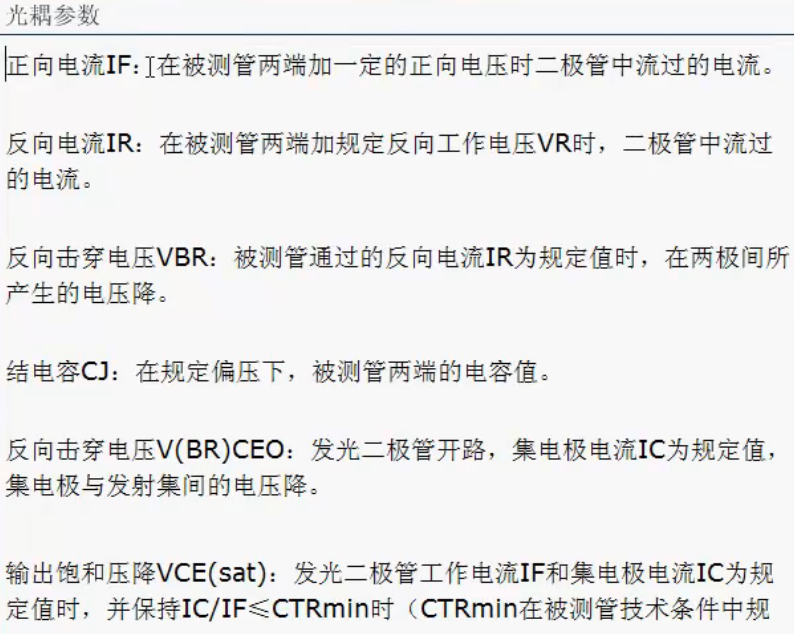 光耦参数
正向电流IF：在被测管两端加一定的正向电压时二极管中流过的电流。
反向电流IR：在被测管两端加规定反向工作电压VR时，二极管中流过
的电流。
反向击穿电压VBR：被测管通过的反向电流IR为规定值时，在两极间所
产生的电压降。
结电容CJ：在规定偏压下，被测管两端的电容值。
反向击穿电压V(BR)CEO：发光二极管开路，集电极电流IC为规定值，
集电极与发射集间的电压降。
输出饱和压降VCE(sat)：发光二极管工作电流IF和集电极电流IC为规
定值时，并保持IC/IF≤CTRmin时（CTRmin在被测管技术条件中规